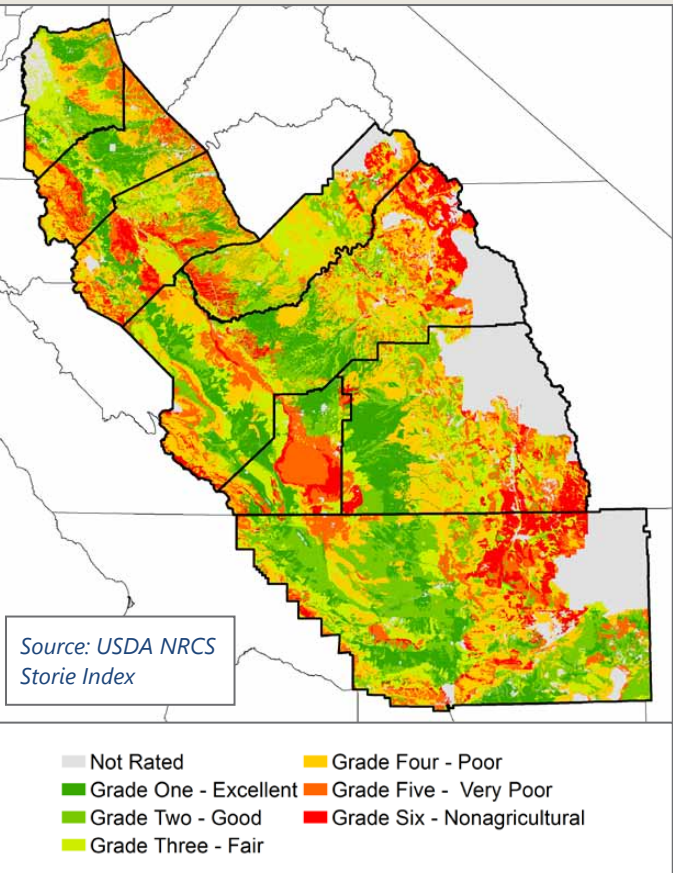 Source: USDA NRCS
Storie Index
Not Rated
Grade One - Excellent
Grade Two - Good
Grade Three - Fair
Grade Four - Poor
Grade Five -  Very Poor
Grade Six - Nonagricultural